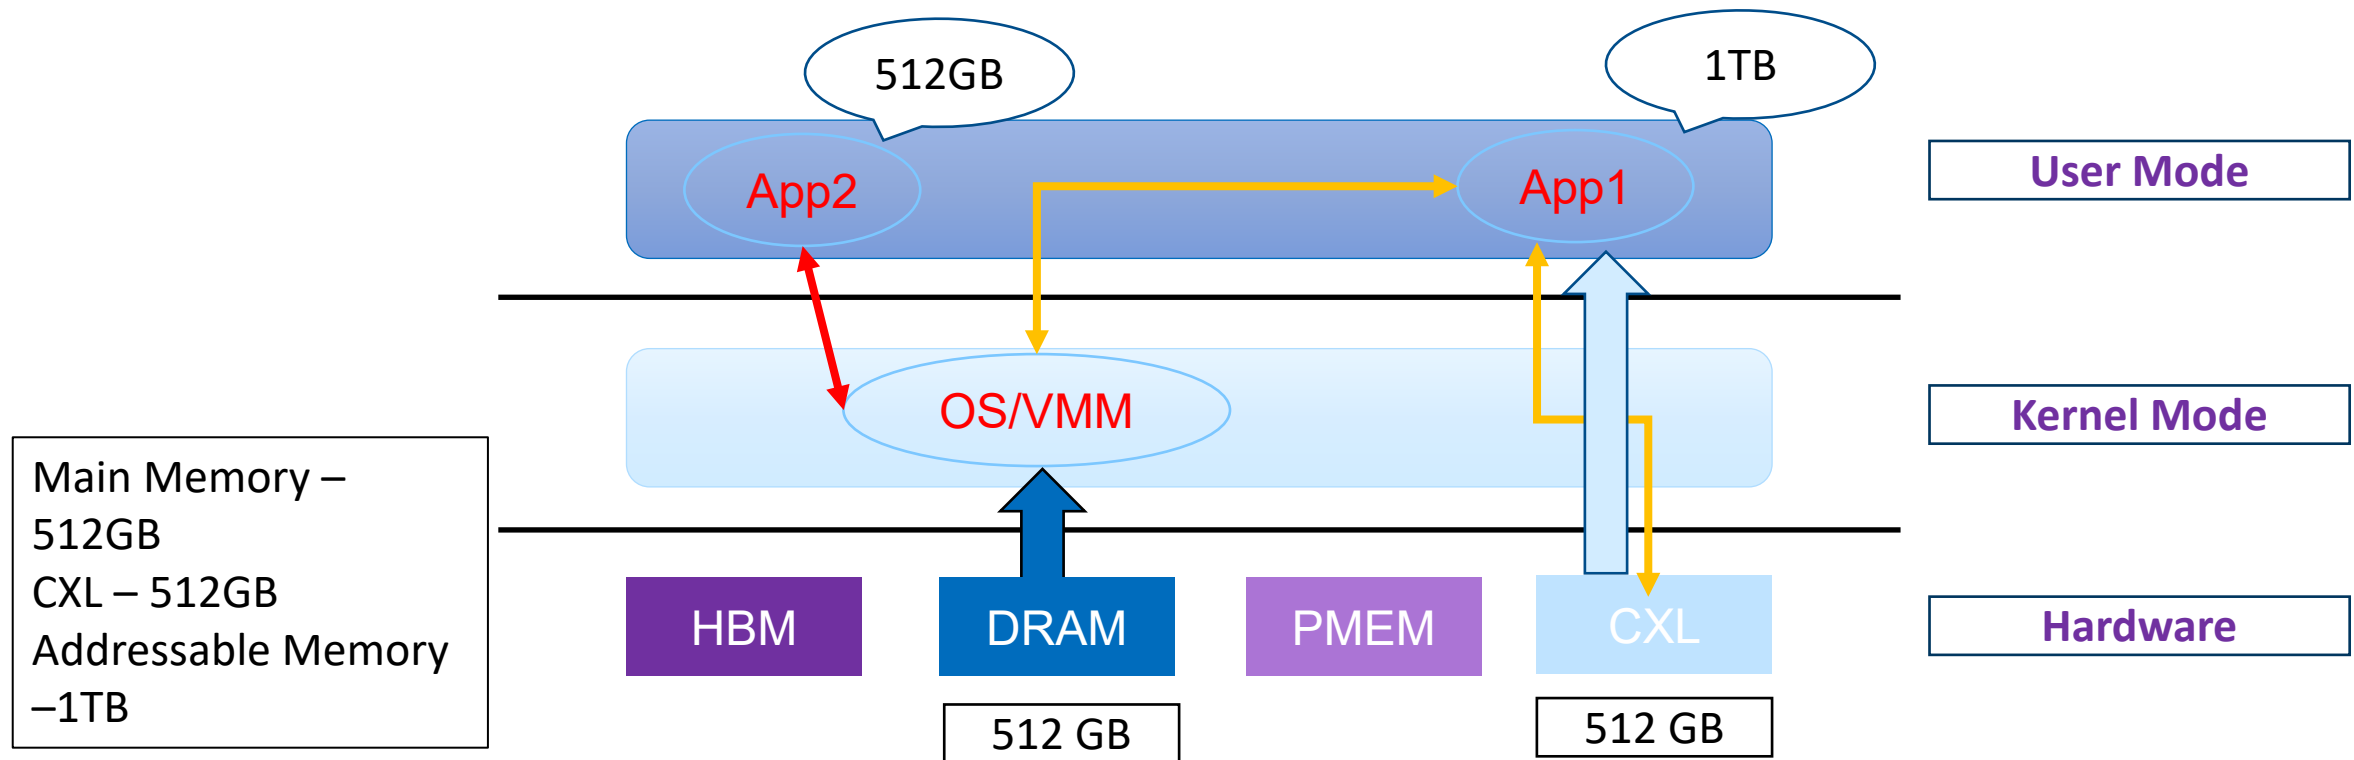 512GB
1TB
App2
App1
User Mode
OS/VMM
Kernel Mode
Main Memory –
512GB
CXL – 512GB
Addressable Memory
–1TB
HBM
DRAM
PMEM
CXL
Hardware
512 GB
512 GB